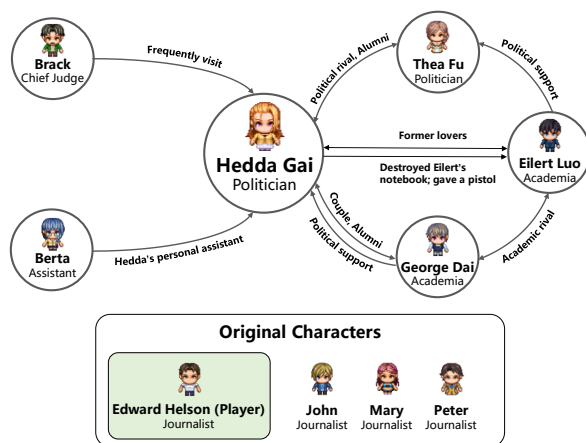 Brack
Chief Judge
Frequently visit
Political rival, Alumni
Thea Fu
Politician
Political support
Hedda Gai
Politician
Former lovers
Destroyed Eilert's
notebook; gave a pistol
Eilert Luo
Academia
Berta
Assistant
Hedda's personal assistant
Couple, Alumni
Political support
George Dai
Academia
Academic rival
Original Characters
Edward Helson (Player)
Journalist
John
Journalist
Mary
Journalist
Peter
Journalist